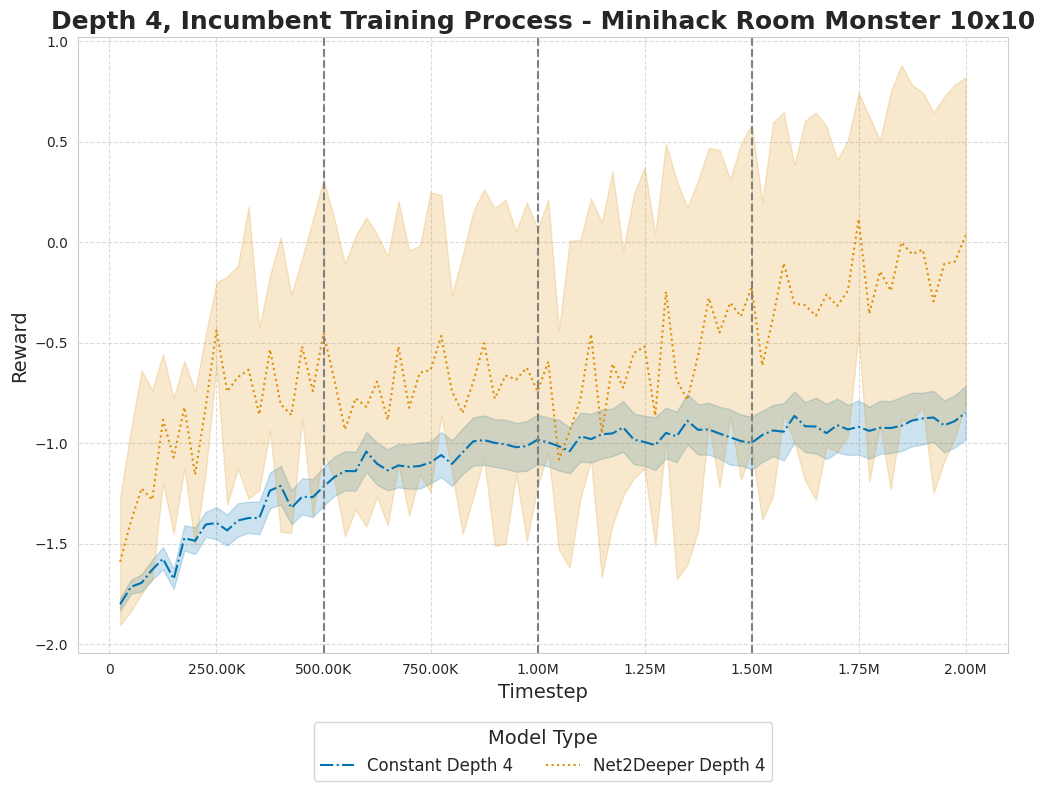 Depth 4, Incumbent Training Process - Minihack Room Monster 10x10
Reward
1.0
0.5
0.0
−0.5
−1.0
−1.5
−2.0
0 250.00K 500.00K 750.00K 1.00M 1.25M 1.50M 1.75M 2.00M
Timestep
Model Type
Constant Depth 4 Net2Deeper Depth 4